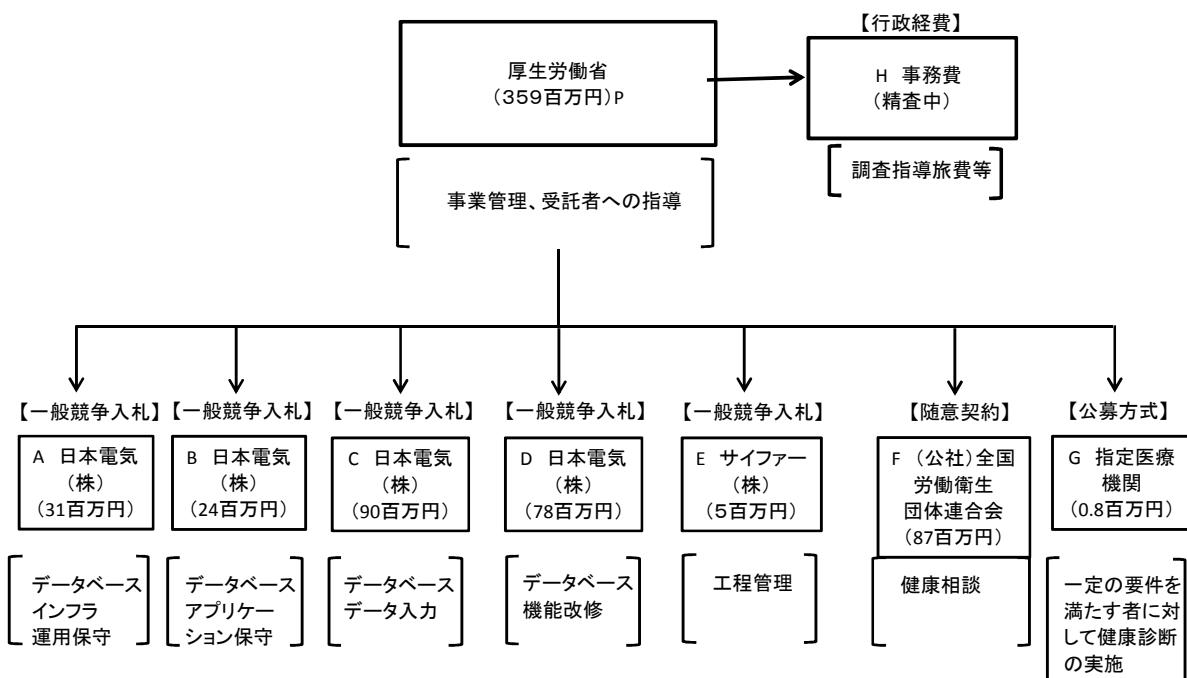 【行政経費】
厚生労働省
（359百万円）P
H 事務費
（精査中）
調査指導旅費等
事業管理、受託者への指導
【一般競争入札】
【一般競争入札】
【一般競争入札】
【一般競争入札】
【一般競争入札】
【随意契約】
【公募方式】
A 日本電気
（株）
（31百万円）
B 日本電気
（株）
（24百万円）
C 日本電気
（株）
（90百万円）
D 日本電気
（株）
（78百万円）
E サイファー
（株）
（５百万円）
F （公社）全国
労働衛生
団体連合会
（87百万円）
G 指定医療
機関
（0.8百万円）
データベース
インフラ
運用保守
データベース
アプリケー
ション保守
データベース
データ入力
データベース
機能改修
工程管理
健康相談
一定の要件を
満たす者に対
して健康診断
の実施